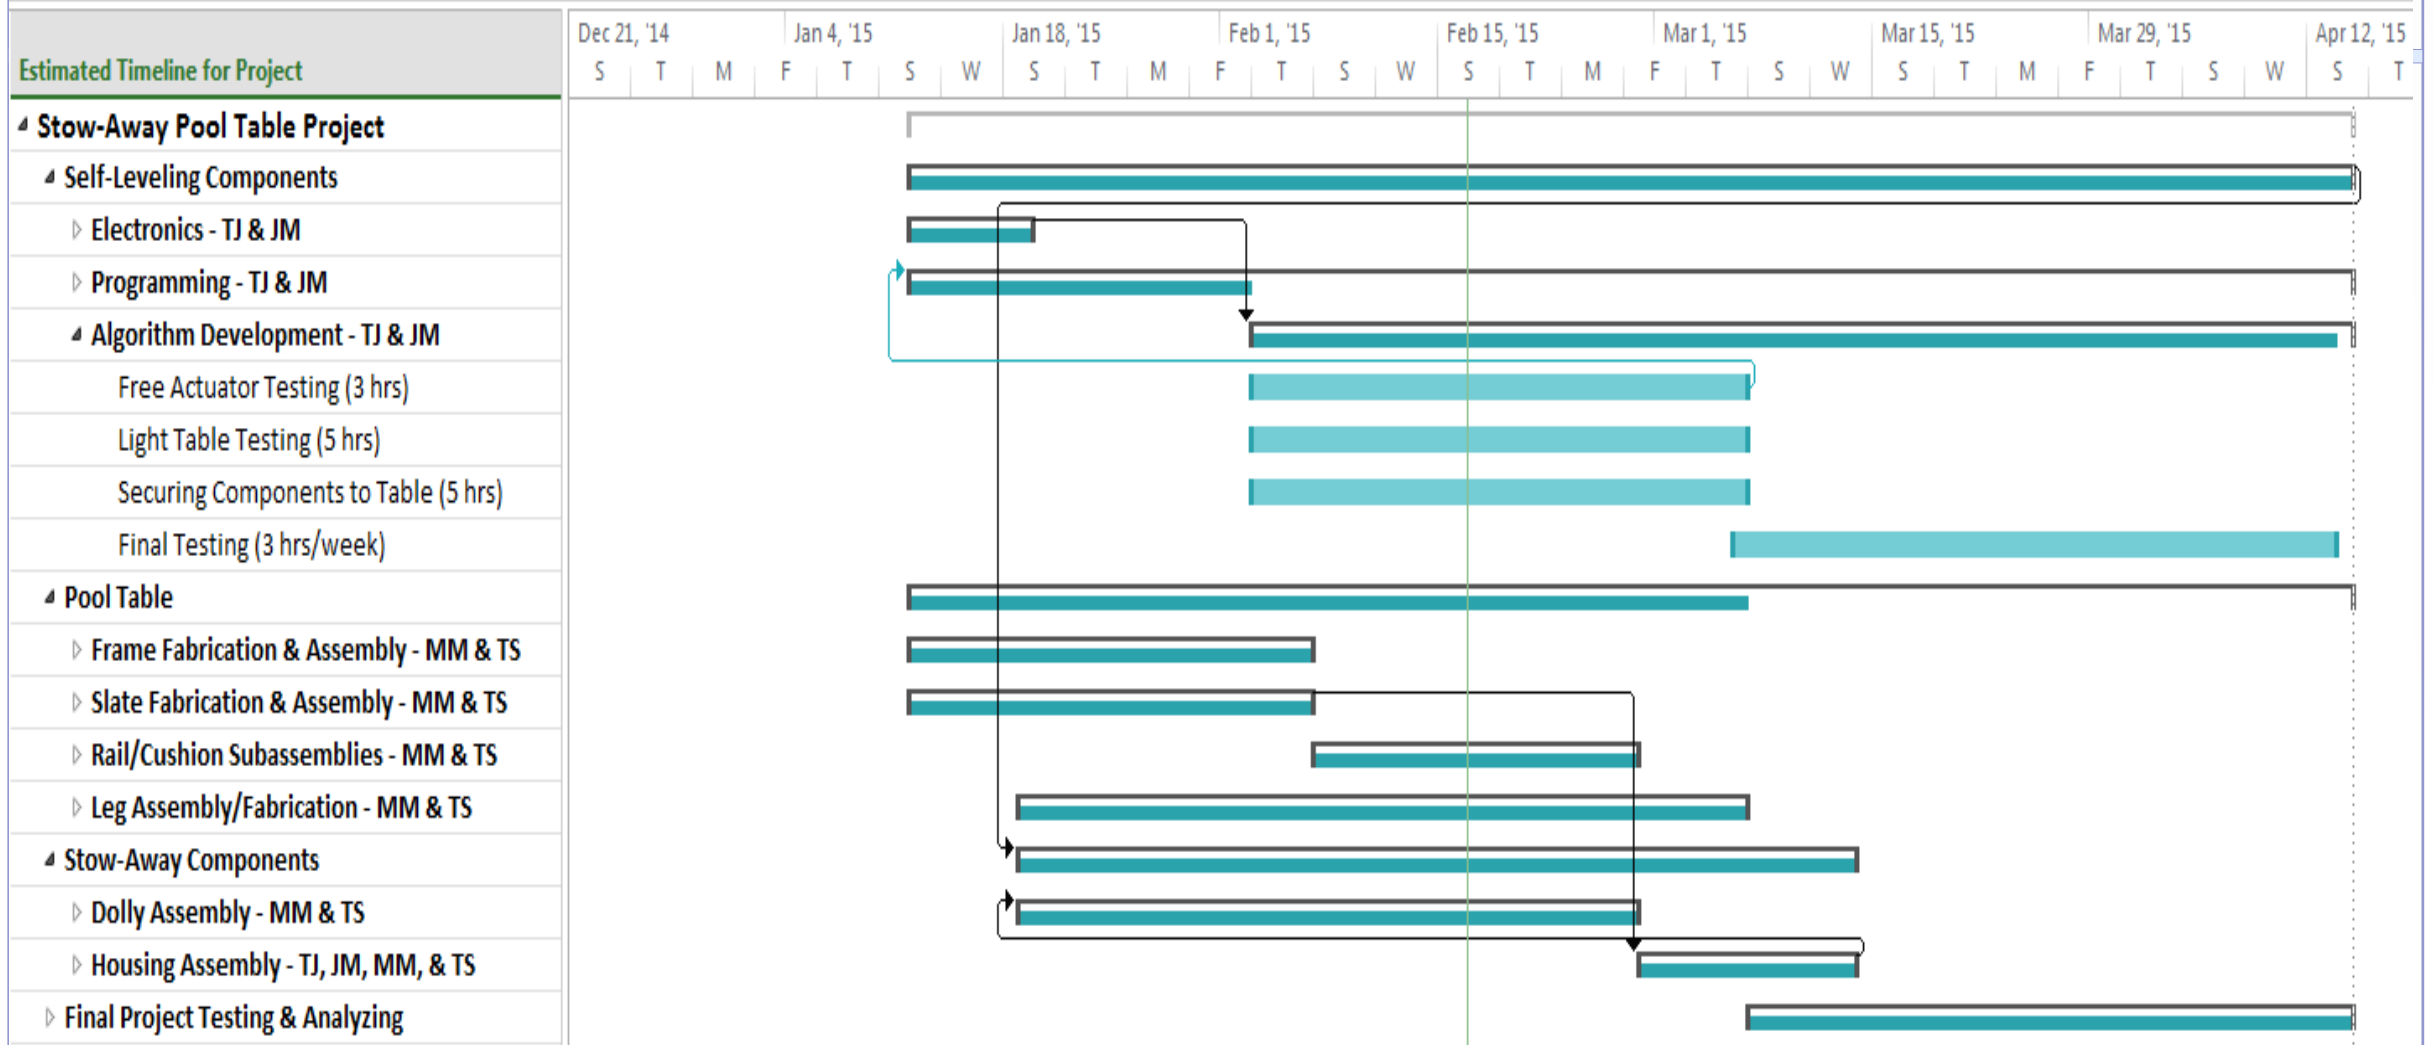 Dec 21, '14 Jan 4, '15 Jan 18, '15 Feb 1, '15 Feb 15, '15 Mar 1, '15 Mar 15, '15 Mar 29, '15 Apr 12, '15
Estimated Timeline for Project S T M F T S W S T M F T S W S T M F T S W S T M F T S W S T
Stow-Away Pool Table Project
Self-Leveling Components
Electronics - TJ & JM
Programming - TJ & JM
Algorithm Development - TJ & JM
Free Actuator Testing (3 hrs)
Light Table Testing (5 hrs)
Securing Components to Table (5 hrs)
Final Testing (3 hrs/week)
Pool Table
Frame Fabrication & Assembly - MM & TS
Slate Fabrication & Assembly - MM & TS
Rail/Cushion Subassemblies - MM & TS
Leg Assembly/Fabrication - MM & TS
Stow-Away Components
Dolly Assembly - MM & TS
Housing Assembly - TJ, JM, MM, & TS
Final Project Testing & Analyzing